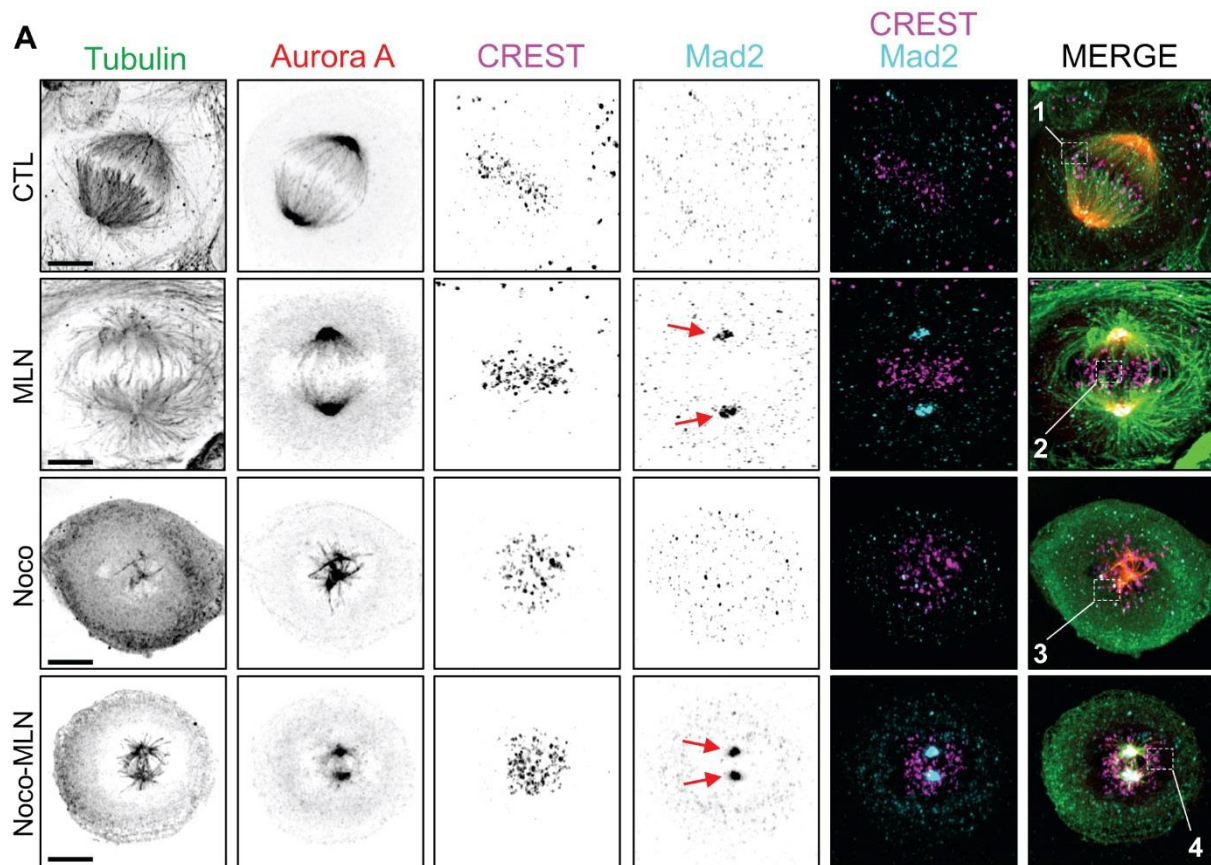 A
Tubulin
Aurora A
CREST
Mad2
CREST
Mad2
MERGE
CTL
1
MLN
2
Noco
3
Noco-MLN
4